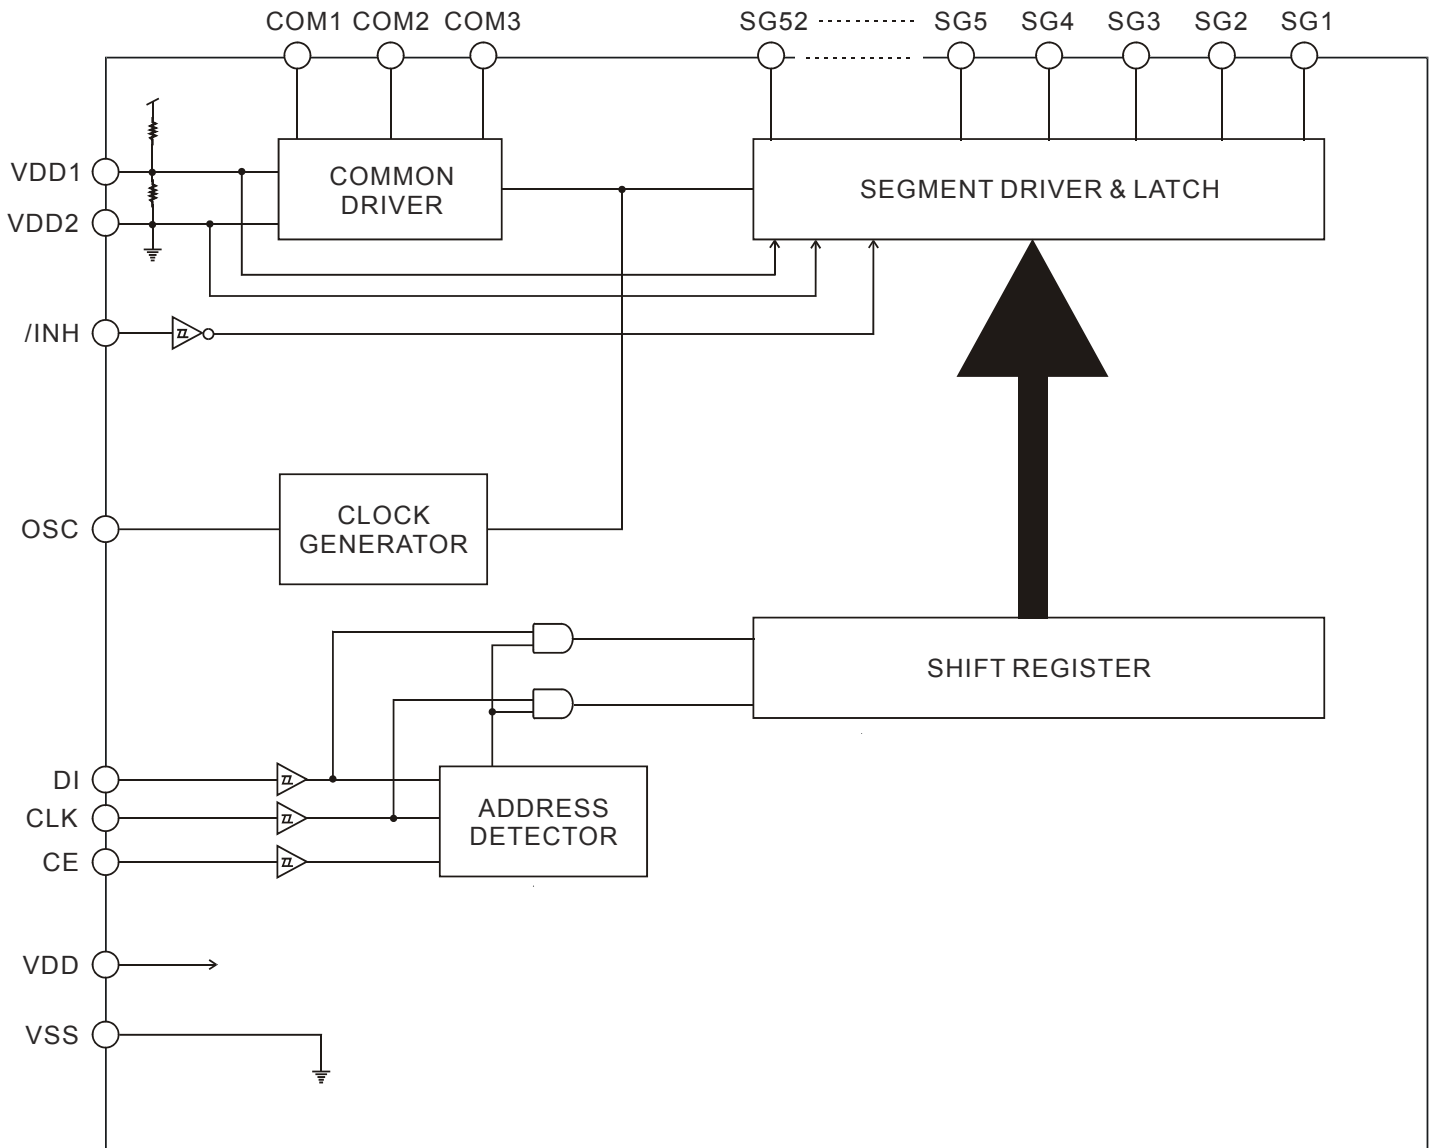 COM1 COM2 COM3 SG52 SG5 SG4 SG3 SG2 SG1
VDD1
COMMON
DRIVER
SEGMENT DRIVER & LATCH
VDD2
/INH
OSC
CLOCK
GENERATOR
SHIFT REGISTER
DI
CLK
CE
ADDRESS
DETECTOR
VDD
VSS